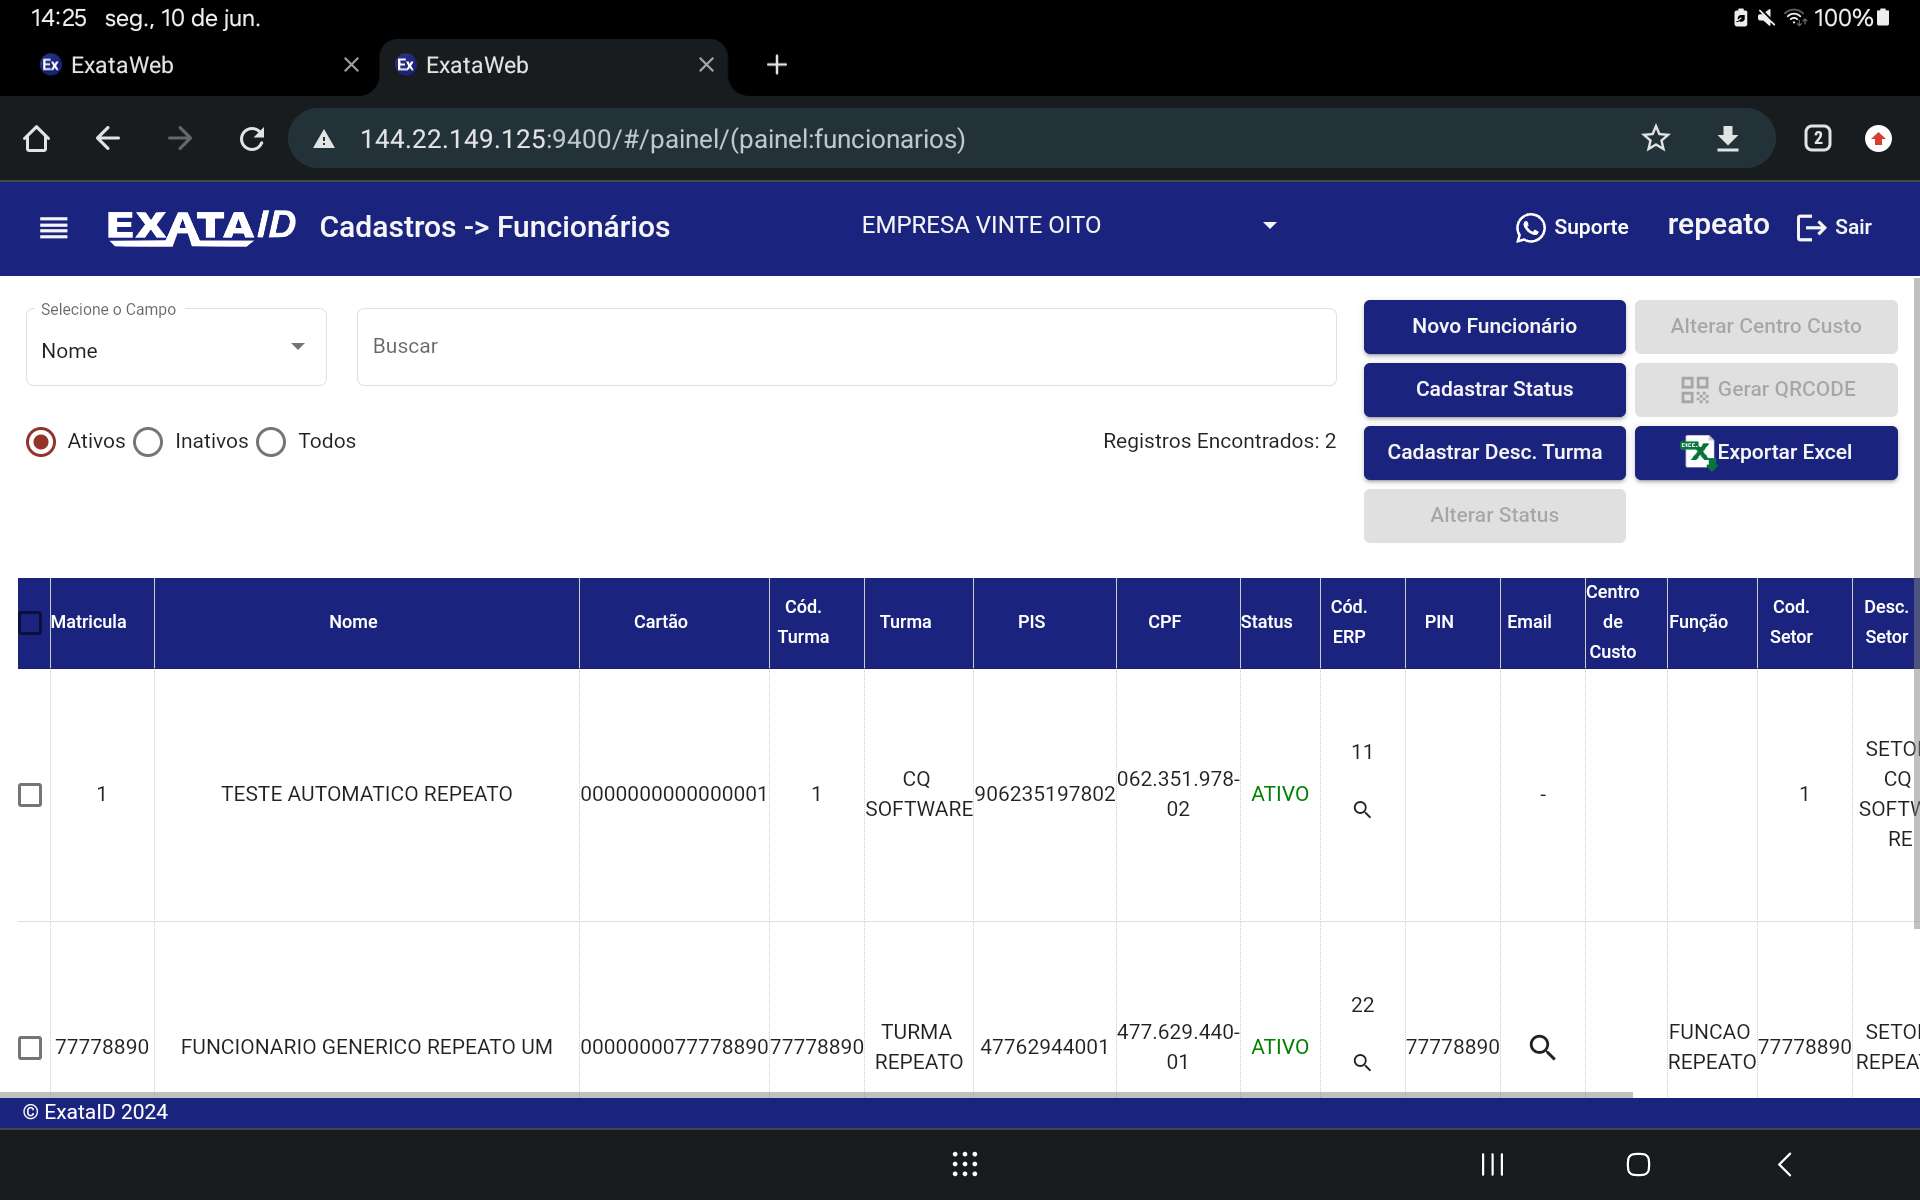 14:25 seg., 10 de jun.
100%
Ex ExataWeb
Ex ExataWeb
144.22.149.125:9400/#/painel/(painel:funcionarios)
2
EXATAID Cadastros -> Funcionários
EMPRESA VINTE OITO
Suporte
repeato
Sair
Selecione o Campo
Nome
Buscar
Novo Funcionário
Alterar Centro Custo
Cadastrar Status
Gerar QRCODE
Ativos Inativos Todos
Registros Encontrados: 2
Cadastrar Desc. Turma
Exportar Excel
Alterar Status
Matricula
Nome
Cartão
Cód.
Turma
Turma
PIS
CPF
Status
Cód.
ERP
PIN
Email
Centro
de
Custo
Função
Cod.
Setor
Desc.
Setor
1
TESTE AUTOMATICO REPEATO
0000000000000001
1
CQ
SOFTWARE
906235197802
062.351.978-
02
ATIVO
11
-
1
SETO
CQ
SOFTW
RE
77778890
FUNCIONARIO GENERICO REPEATO UM
0000000077778890
77778890
TURMA
REPEATO
47762944001
477.629.440-
01
ATIVO
22
77778890
FUNCAO
REPEATO
77778890
SETO
REPEA
© ExataID 2024